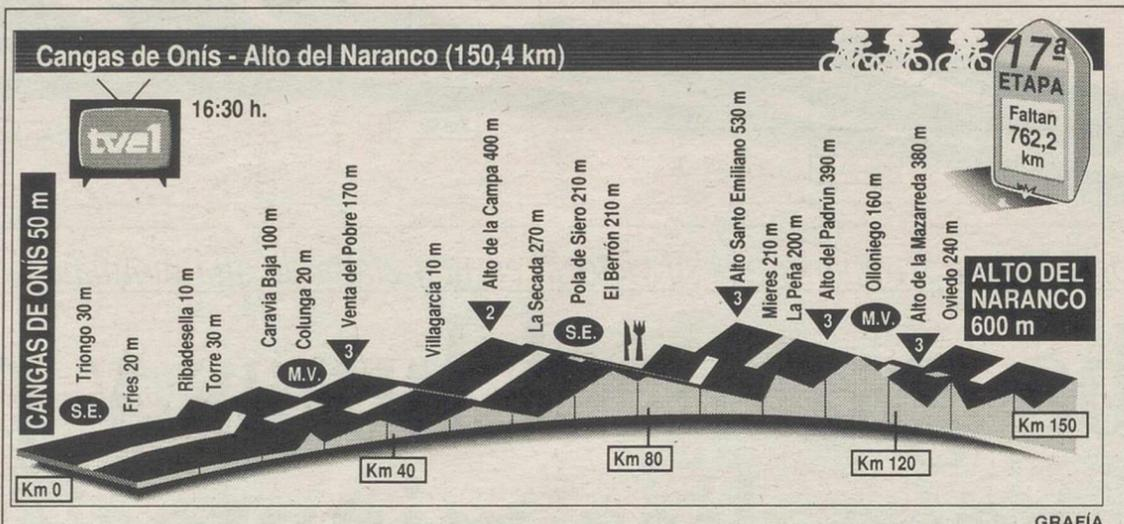 Cangas de Onís - Alto del Naranco (150,4 km)
17ª
ETAPA
Faltan
762,2
km
tve1
16:30 h.
CANGAS DE ONÍS 50 m
S.E.
Triongo 30 m
Fries 20 m
Ribadesella 10 m
Torre 30 m
Caravia Baja 100 m
M.V.
Colunga 20 m
Venta del Pobre 170 m
3
Villagarcía 10 m
Alto de la Campa 400 m
2
La Secada 270 m
S.E.
Pola de Siero 210 m
El Berrón 210 m
Alto Santo Emiliano 530 m
3
Mieres 210 m
La Peña 200 m
Alto del Padrún 390 m
3
M.V.
Olloniego 160 m
Alto de la Mazarreda 380 m
3
Oviedo 240 m
ALTO DEL
NARANCO
600 m
Km 0
Km 40
Km 80
Km 120
Km 150
GRAFÍA